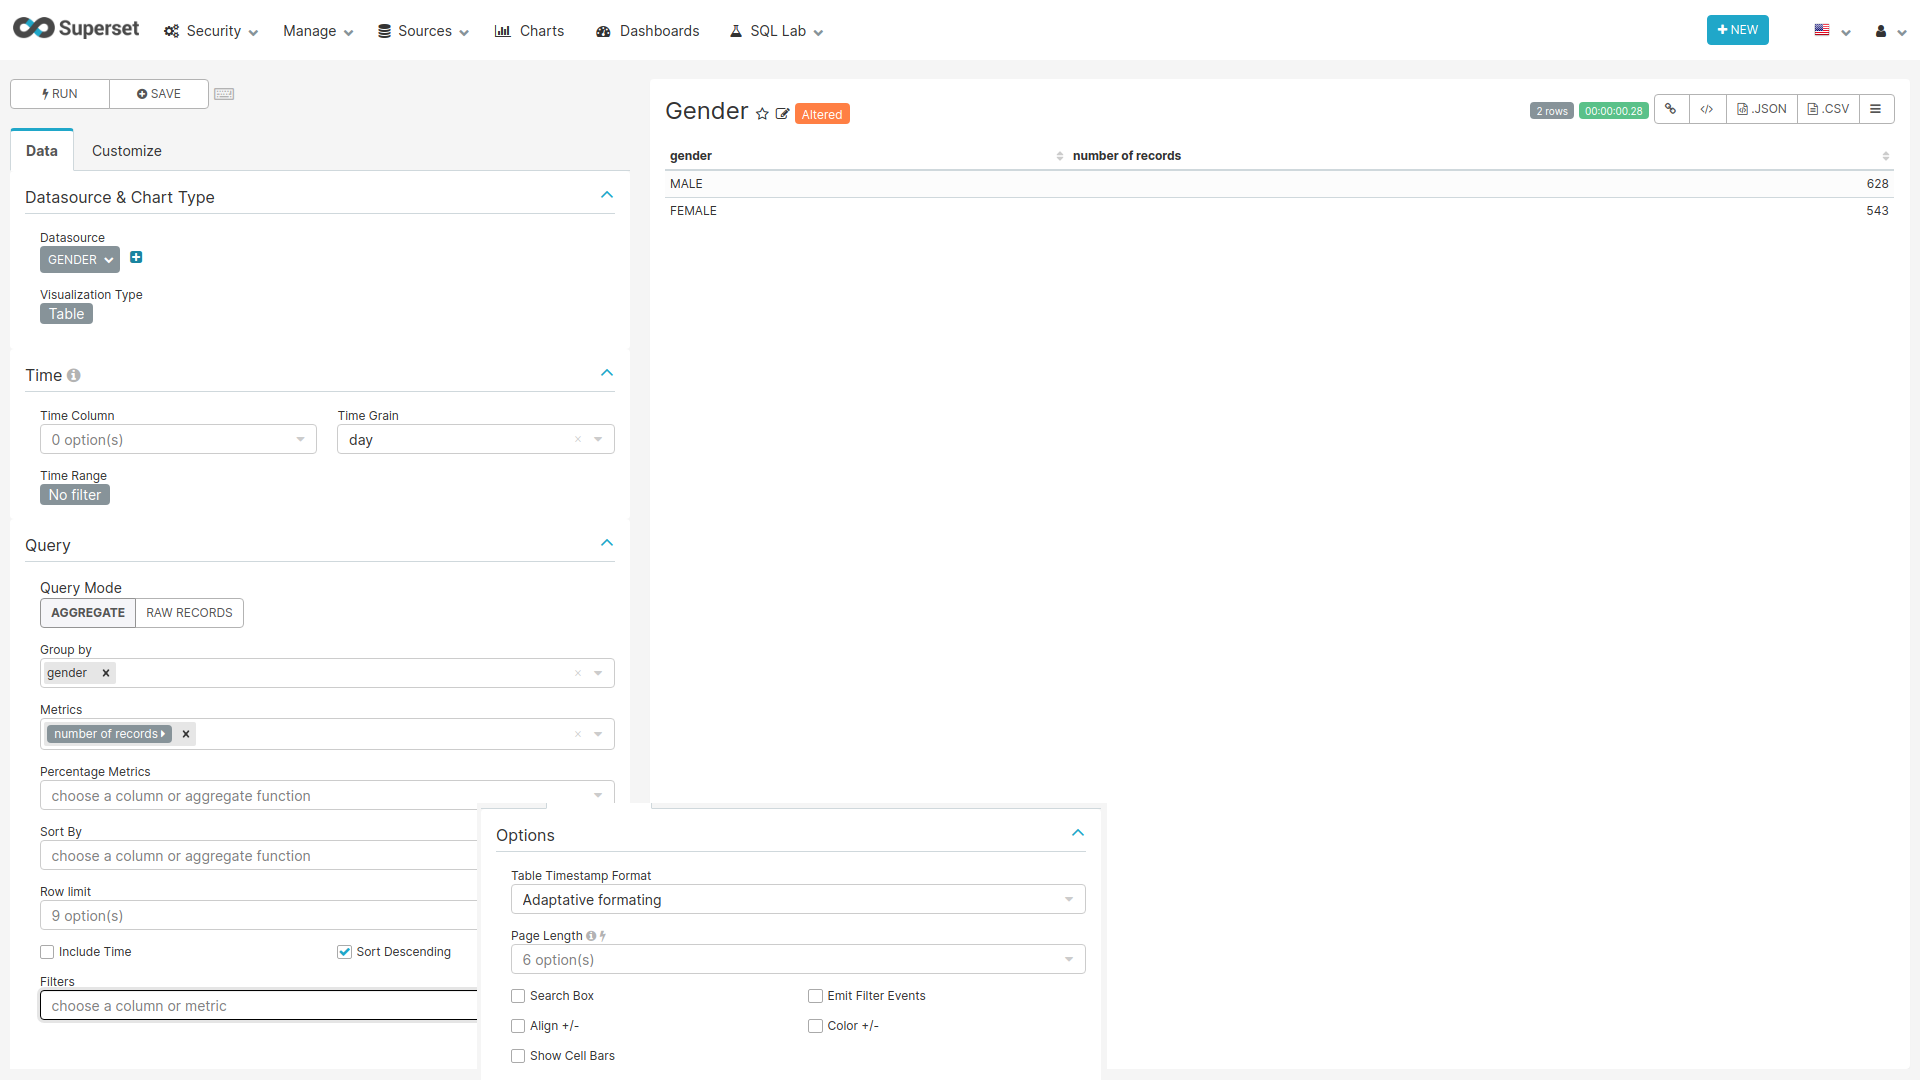 Superset Security Manage Sources Charts Dashboards SQL Lab NEW
RUN SAVE
Data Customize
Datasource & Chart Type
Datasource
GENDER
Visualization Type
Table
Time
Time Column Time Grain
0 option(s) day ×
Time Range
No filter
Query
Query Mode
AGGREGATE RAW RECORDS
Group by
gender × ×
Metrics
number of records × ×
Percentage Metrics
choose a column or aggregate function
Sort By
choose a column or aggregate function
Row limit
9 option(s)
Include Time Sort Descending
Filters
choose a column or metric
Gender Altered 2 rows 00:00:00.28 </> .JSON .CSV
gender number of records
MALE 628
FEMALE 543
Options
Table Timestamp Format
Adaptative formating
Page Length
6 option(s)
Search Box Emit Filter Events
Align +/- Color +/-
Show Cell Bars